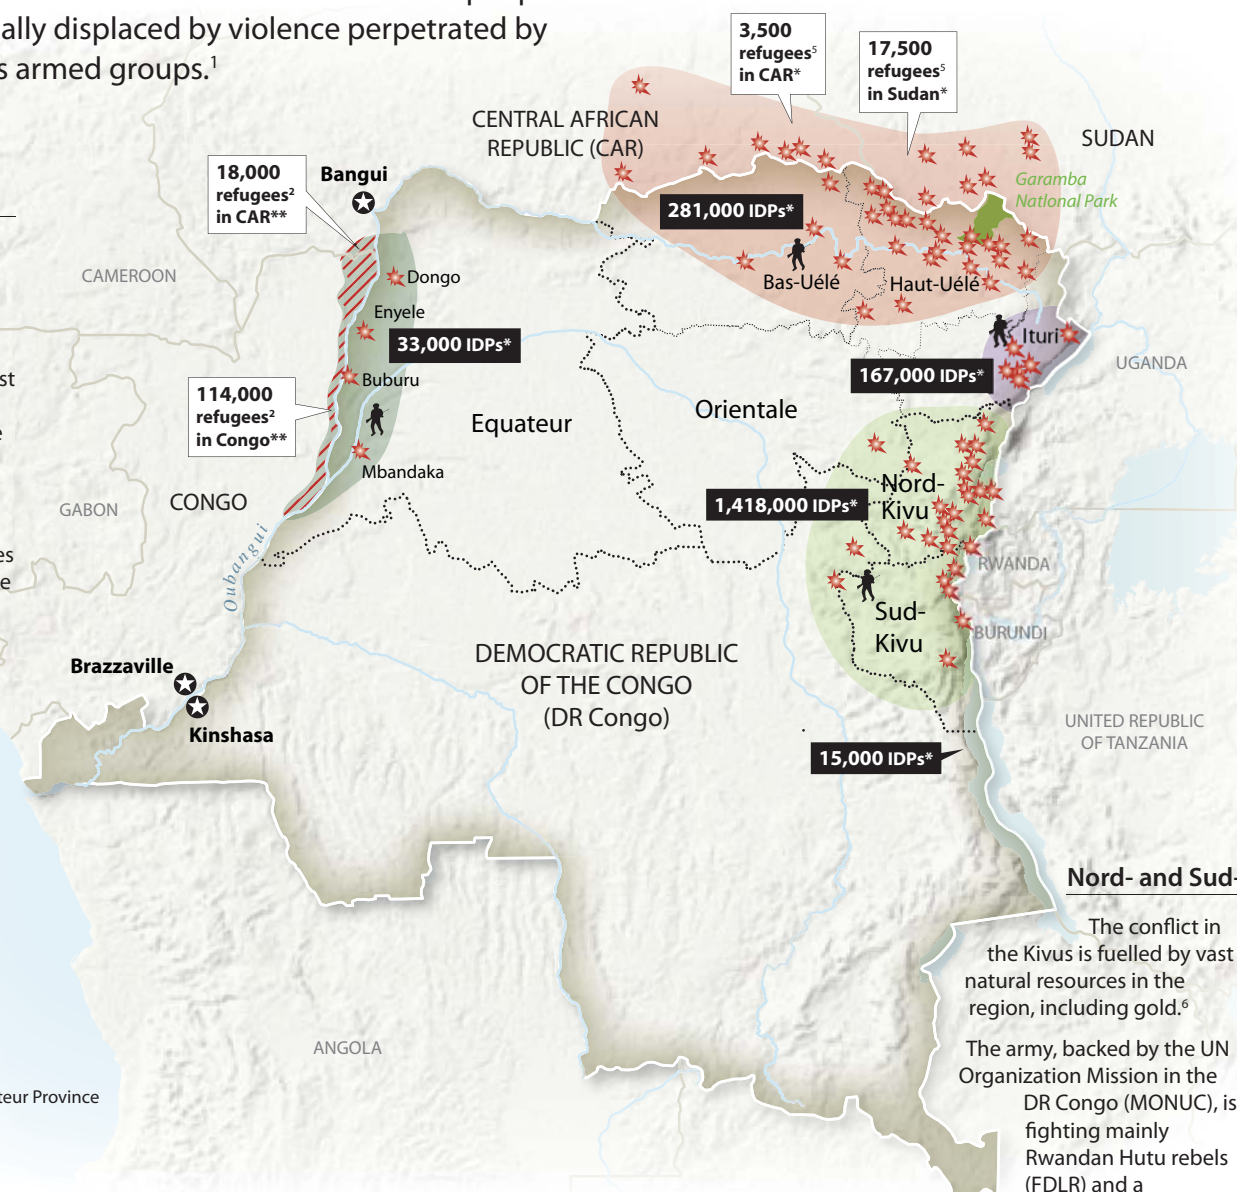 ally displaced by violence perpetrated by
s armed groups.¹
3,500
refugees⁵
in CAR*
17,500
refugees⁵
in Sudan*
CENTRAL AFRICAN
REPUBLIC (CAR)
SUDAN
18,000
refugees²
in CAR**
Bangui
Garamba
National Park
281,000 IDPs*
CAMEROON
Dongo
Bas-Uélé
Haut-Uélé
Enyele
33,000 IDPs*
Ituri
UGANDA
st
Buburu
167,000 IDPs*
114,000
refugees²
in Congo**
Equateur
Orientale
e
Mbandaka
Nord-
Kivu
GABON
CONGO
1,418,000 IDPs*
es
e
Oubangui
RWANDA
Sud-
Kivu
BURUNDI
DEMOCRATIC REPUBLIC
OF THE CONGO
(DR Congo)
Brazzaville
Kinshasa
UNITED REPUBLIC
OF TANZANIA
15,000 IDPs*
Nord- and Sud-
The conflict in
the Kivus is fuelled by vast
natural resources in the
region, including gold.⁶
ANGOLA
The army, backed by the UN
Organization Mission in the
DR Congo (MONUC), is
fighting mainly
Rwandan Hutu rebels
(FDLR) and a
teur Province